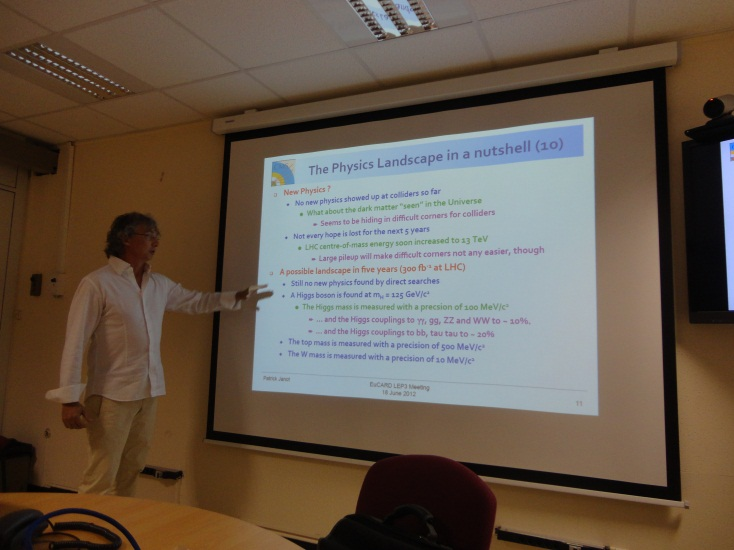 The Physics Landscape in a nutshell (10)
New Physics ?
No new physics showed up at colliders so far
What about the dark matter "seen" in the Universe
Seems to be hiding in difficult corners for colliders
Not every hope is lost for the next 5 years
LHC centre-of-mass energy soon increased to 13 TeV
Large pileup will make difficult corners not any easier, though
A possible landscape in five years (300 fb⁻¹ at LHC)
Still no new physics found by direct searches
A Higgs boson is found at mH = 125 GeV/c²
The Higgs mass is measured with a precsion of 100 MeV/c²
... and the Higgs couplings to γγ, gg, ZZ and WW to ~ 10%.
... and the Higgs couplings to bb, tau tau to ~ 20%
The top mass is measured with a precision of 500 MeV/c²
The W mass is measured with a precision of 10 MeV/c²
Patrick Janot
EuCARD LEP3 Meeting
18 June 2012
11